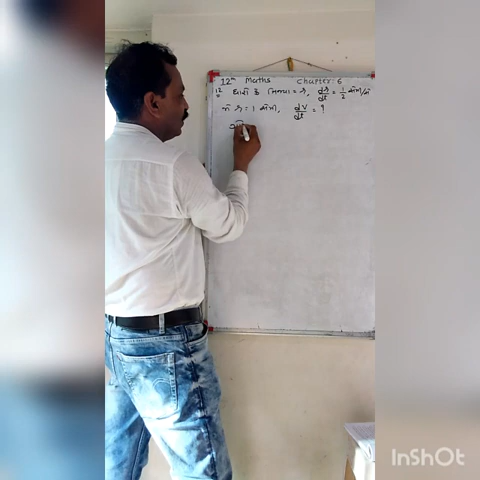 12ᵗʰ Maths Chapter: 6
12 ધારો કે ત્રિજ્યા = r, dr/dt = 1/2 સેમી/સે
r = 1 સેમી, dV/dt = ?
InShOt